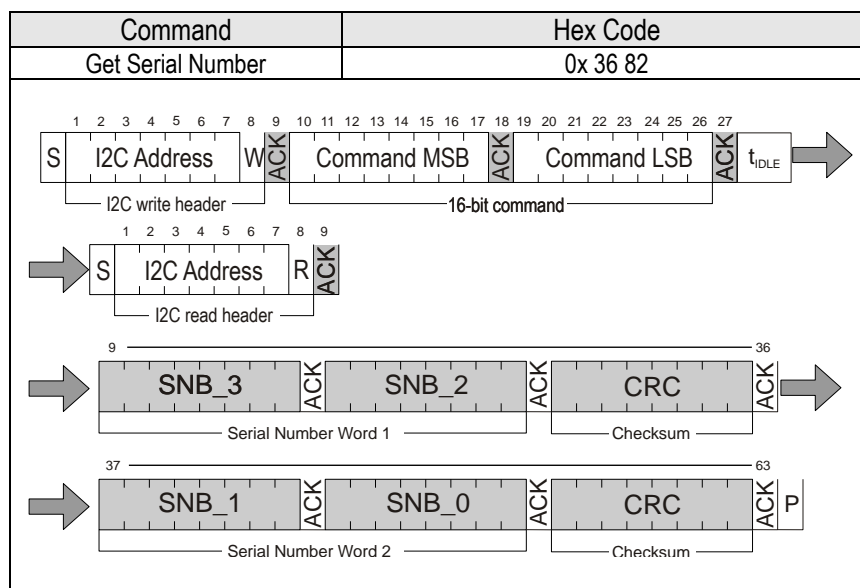 Command Hex Code
Get Serial Number 0x 36 82
1 2 3 4 5 6 7 8 9 10 11 12 13 14 15 16 17 18 19 20 21 22 23 24 25 26 27
S I2C Address W ACK Command MSB ACK Command LSB ACK tIDLE
I2C write header 16-bit command
1 2 3 4 5 6 7 8 9
S I2C Address R ACK
I2C read header
9 36
SNB_3 ACK SNB_2 ACK CRC ACK
Serial Number Word 1 Checksum
37 63
SNB_1 ACK SNB_0 ACK CRC ACK P
Serial Number Word 2 Checksum